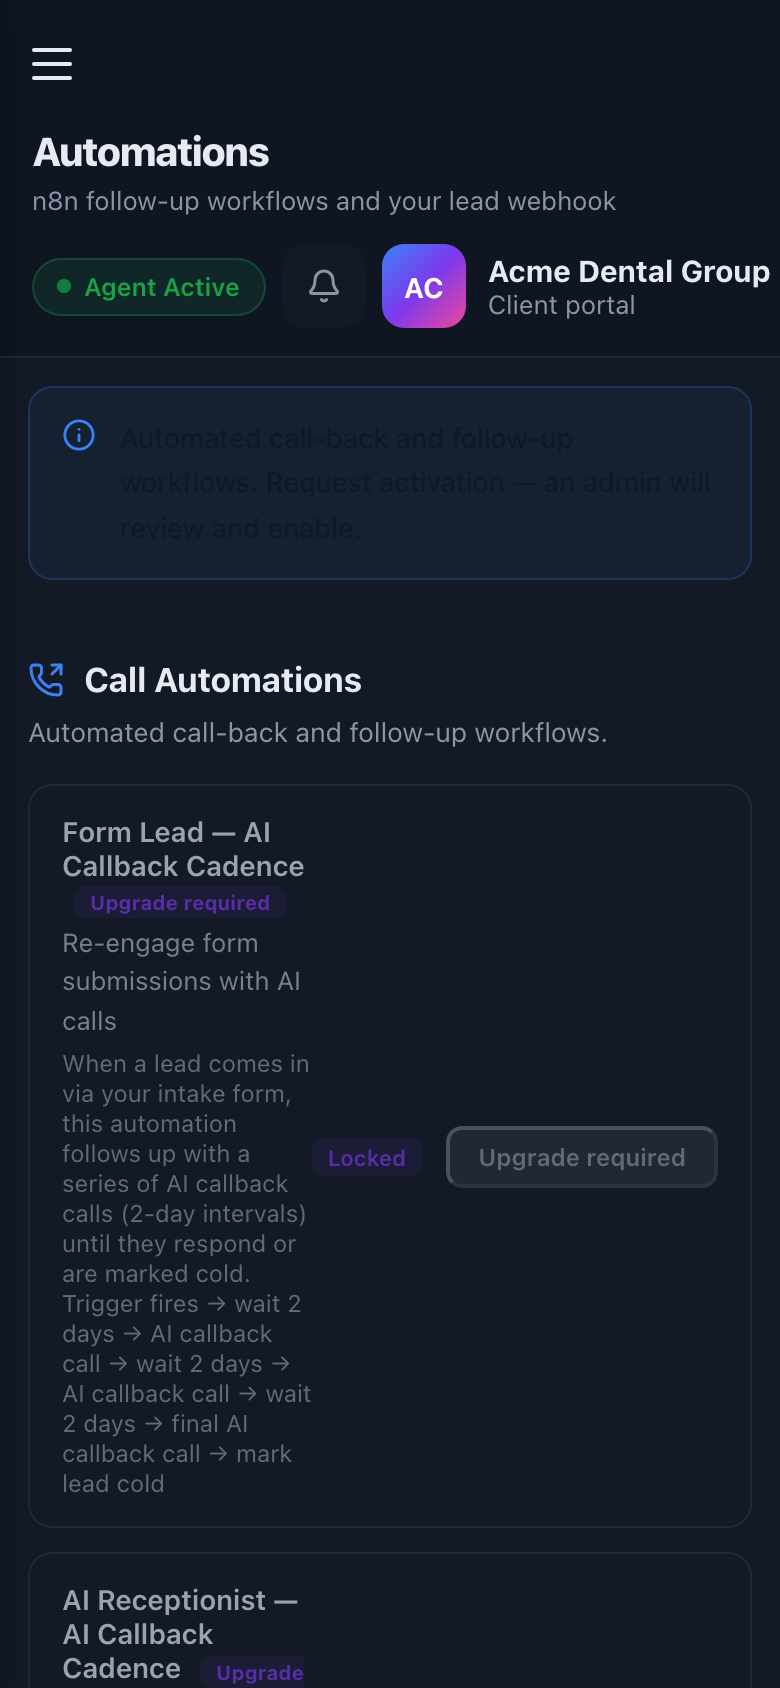 Automations
n8n follow-up workflows and your lead webhook
Agent Active
AC
Acme Dental Group
Client portal
Automated call-back and follow-up
workflows. Request activation — an admin will
review and enable.
Call Automations
Automated call-back and follow-up workflows.
Form Lead — AI
Callback Cadence
Upgrade required
Re-engage form
submissions with AI
calls
When a lead comes in
via your intake form,
this automation
follows up with a
series of AI callback
calls (2-day intervals)
until they respond or
are marked cold.
Trigger fires → wait 2
days → AI callback
call → wait 2 days →
AI callback call → wait
2 days → final AI
callback call → mark
lead cold
Locked
Upgrade required
AI Receptionist —
AI Callback
Cadence Upgrade